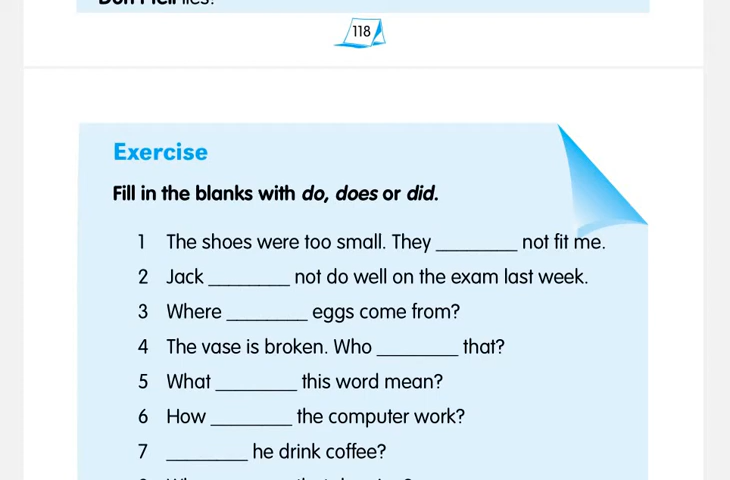 Don't Tell lies!
118
Exercise
Fill in the blanks with do, does or did.
1 The shoes were too small. They ________ not fit me.
2 Jack ________ not do well on the exam last week.
3 Where ________ eggs come from?
4 The vase is broken. Who ________ that?
5 What ________ this word mean?
6 How ________ the computer work?
7 ________ he drink coffee?